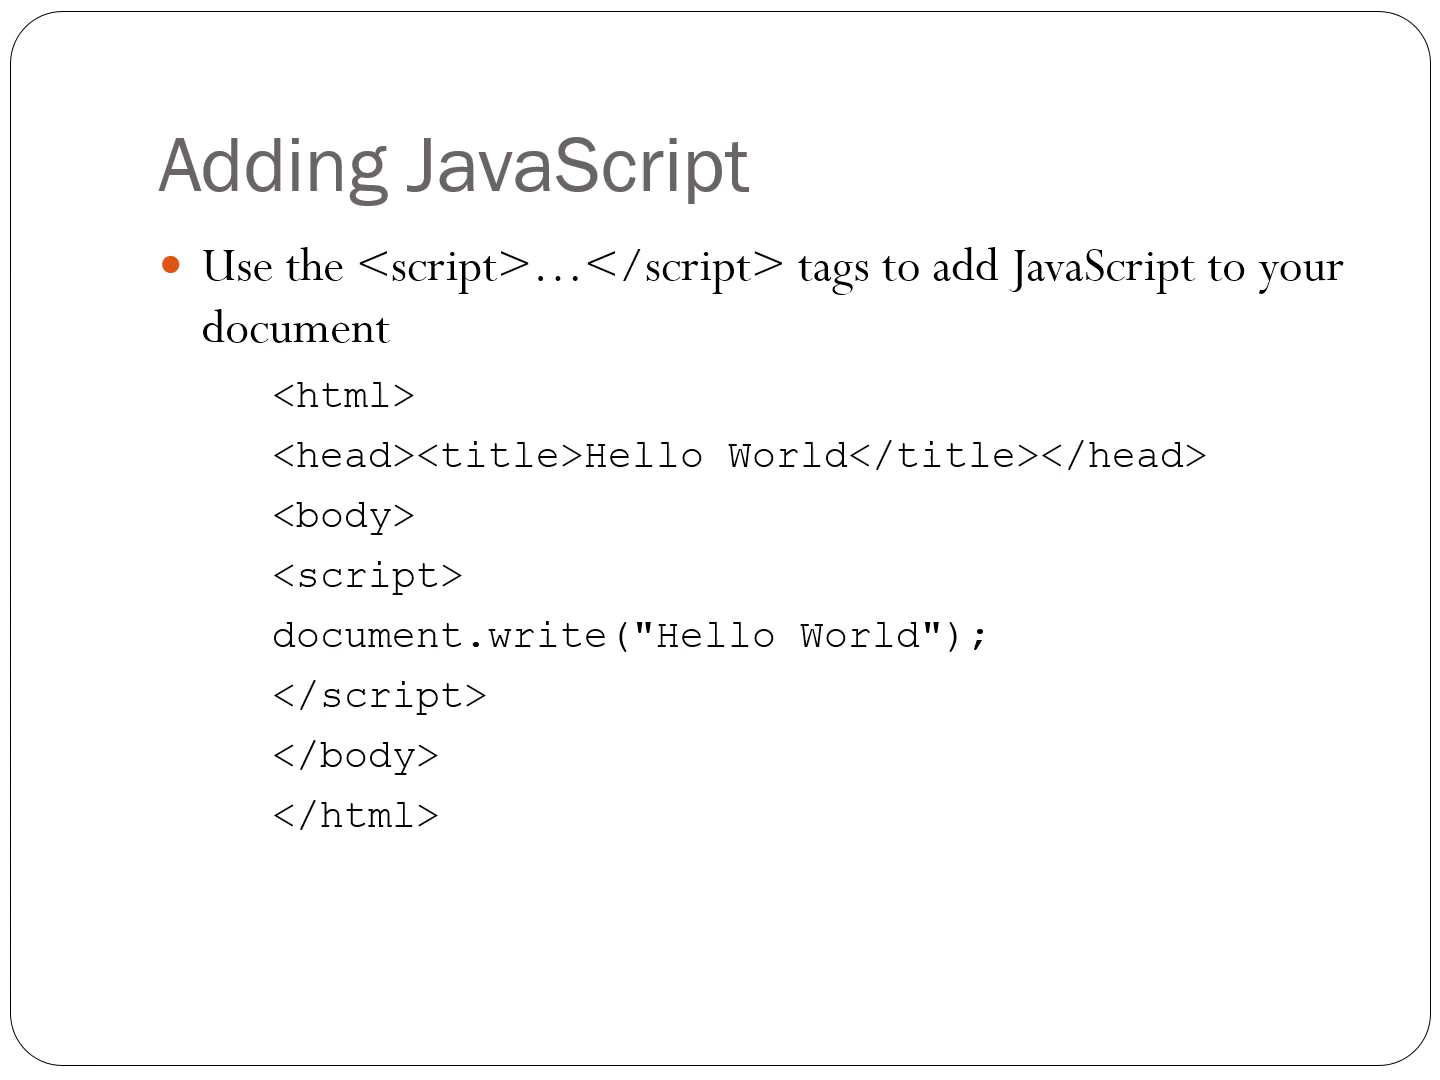 Adding JavaScript
Use the <script>…</script> tags to add JavaScript to your
document
<html>
<head><title>Hello World</title></head>
<body>
<script>
document.write("Hello World");
</script>
</body>
</html>